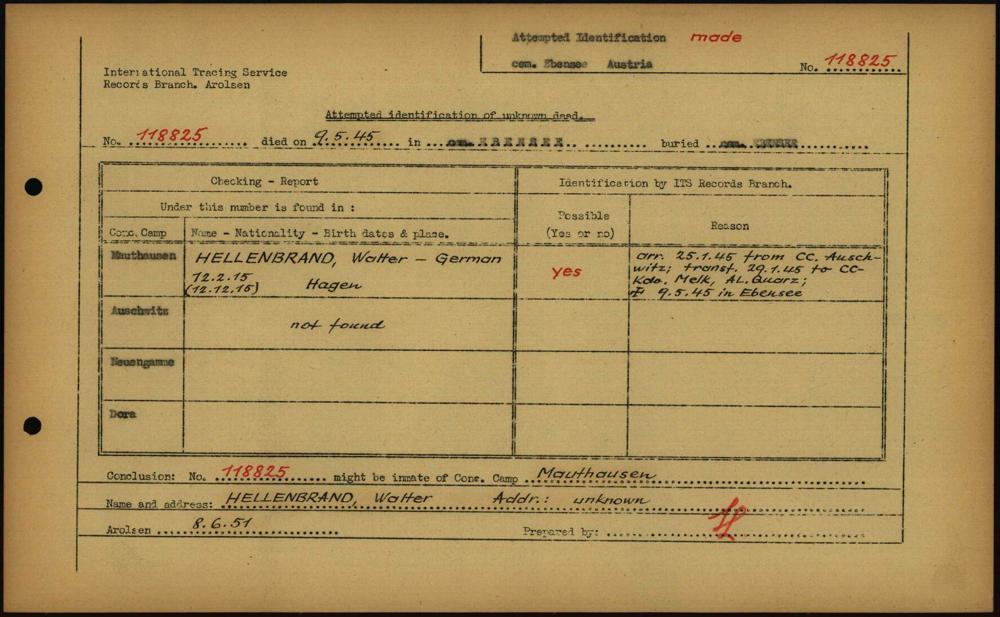 Attempted Identification made
cem. Ebensee Austria
No. 118825
International Tracing Service
Records Branch. Arolsen
Attempted identification of unknown dead.
No. 118825 died on 9.5.45 in cem. EBENSEE buried cem. EBENSEE
Checking - Report
Identification by ITS Records Branch.
Under this number is found in :
Possible
(Yes or no)
Reason
Conc. Camp
Name - Nationality - Birth dates & place.
Mauthausen
HELLENBRAND, Walter - German
12.2.15
(12.12.15) Hagen
yes
arr. 25.1.45 from CC. Ausch-
witz; transf. 29.1.45 to CC-
Kdo. Melk, AL. Quarz;
9.5.45 in Ebensee
Auschwitz
not found
Neuengamme
Dora
Conclusion: No. 118825 might be inmate of Conc. Camp Mauthausen
Name and address: HELLENBRAND, Walter Addr.: unknown
Arolsen 8.6.51
Prepared by: